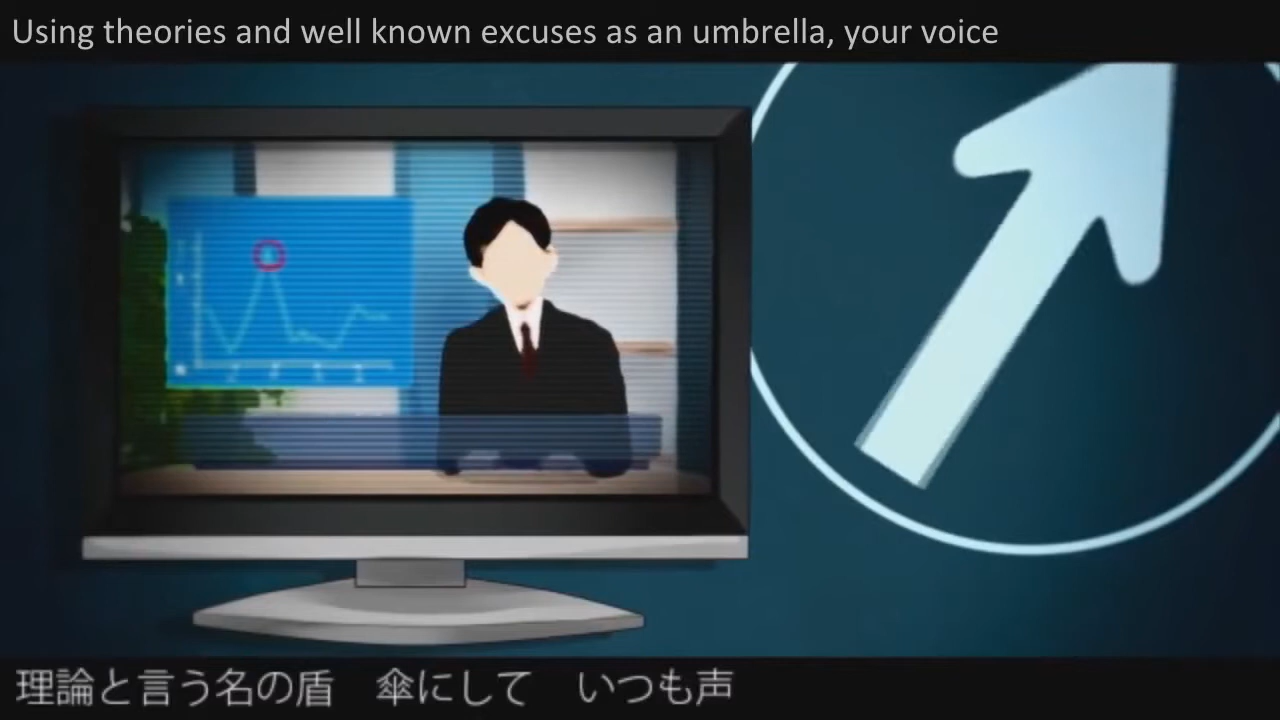 Using theories and well known excuses as an umbrella, your voice
理論と言う名の盾　傘にして　いつも声